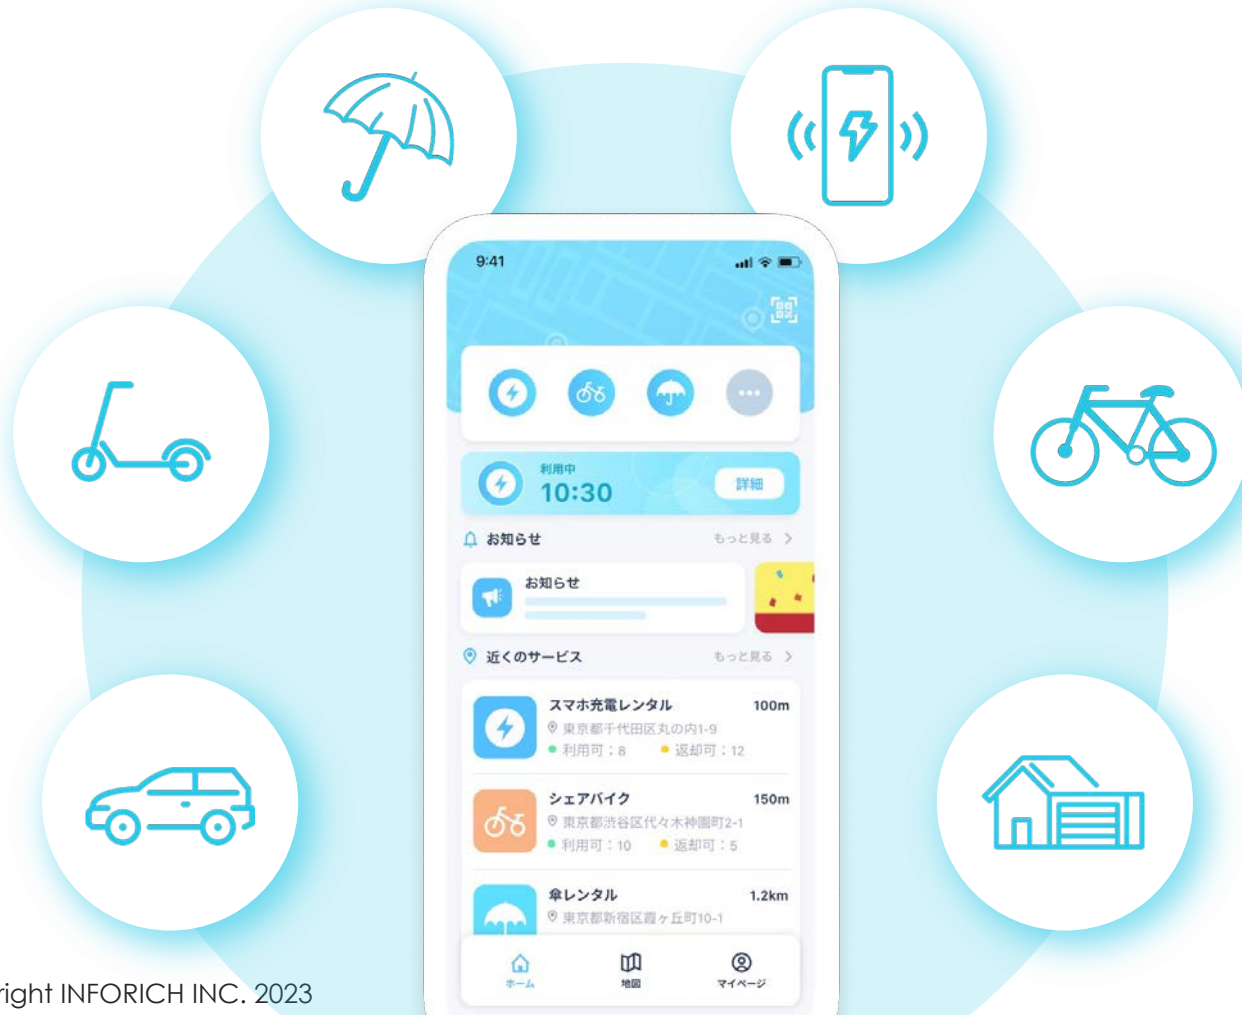 9:41
利用中
10:30
詳細
お知らせ
もっと見る
お知らせ
近くのサービス
もっと見る
スマホ充電レンタル 100m
東京都千代田区丸の内1-9
利用可：8 返却可：12
シェアバイク 150m
東京都渋谷区代々木神園町2-1
利用可：10 返却可：5
傘レンタル 1.2km
東京都新宿区霞ヶ丘町10-1
ホーム 地図 マイページ
right INFORICH INC. 2023